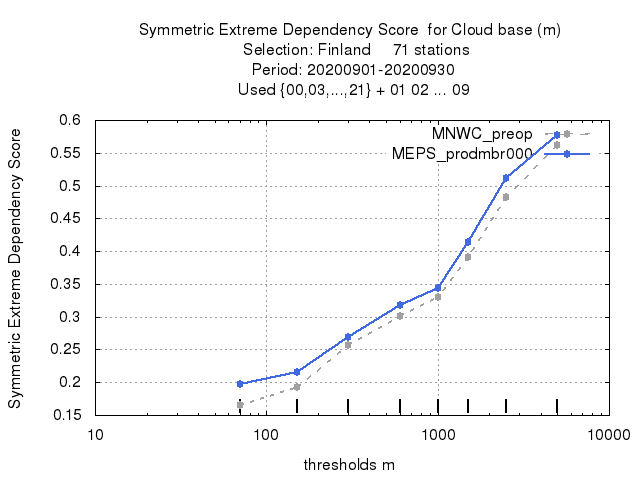 Symmetric Extreme Dependency Score  for Cloud base (m)
Selection: Finland     71 stations
Period: 20200901-20200930
Used {00,03,...,21} + 01 02 ... 09
Symmetric Extreme Dependency Score
0.6
0.55
0.5
0.45
0.4
0.35
0.3
0.25
0.2
0.15
MNWC_preop
MEPS_prodmbr000
10 100 1000 10000
thresholds m